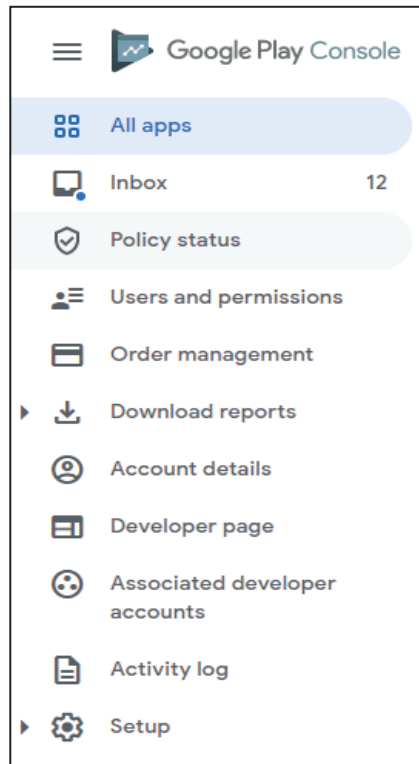 Google Play Console
All apps
Inbox 12
Policy status
Users and permissions
Order management
Download reports
Account details
Developer page
Associated developer
accounts
Activity log
Setup